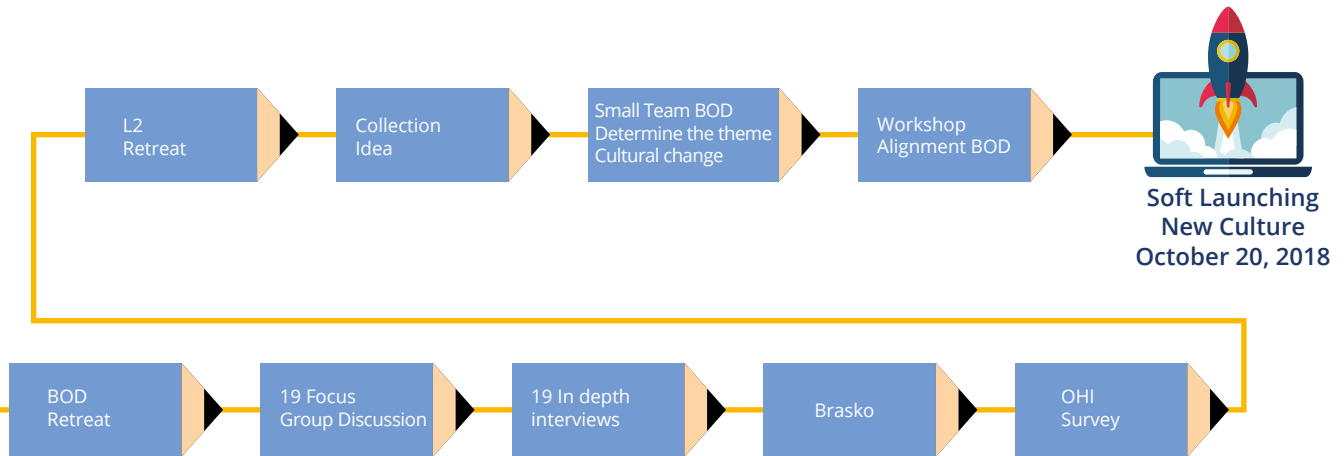 L2
Retreat
Collection
Idea
Small Team BOD
Determine the theme
Cultural change
Workshop
Alignment BOD
Soft Launching
New Culture
October 20, 2018
BOD
Retreat
19 Focus
Group Discussion
19 In depth
interviews
Brasko
OHI
Survey